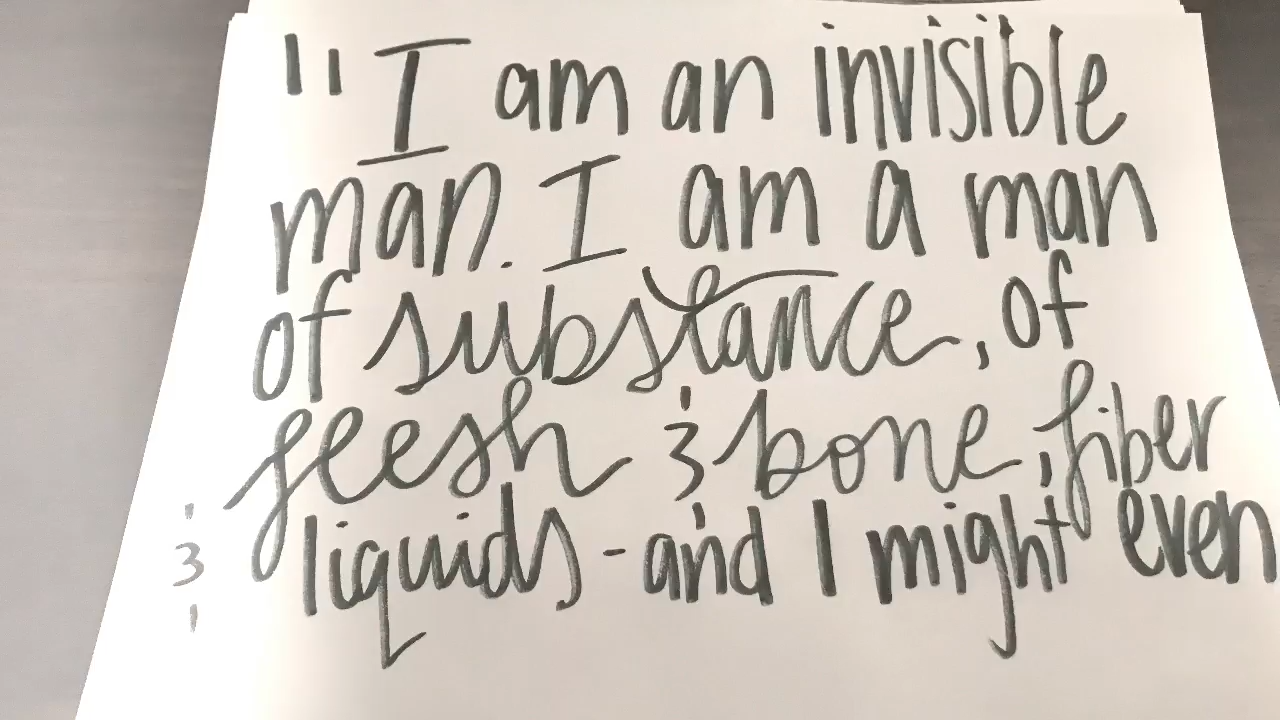 "I am an invisible
man. I am a man
of substance, of
flesh & bone, fiber
& liquids - and I might even